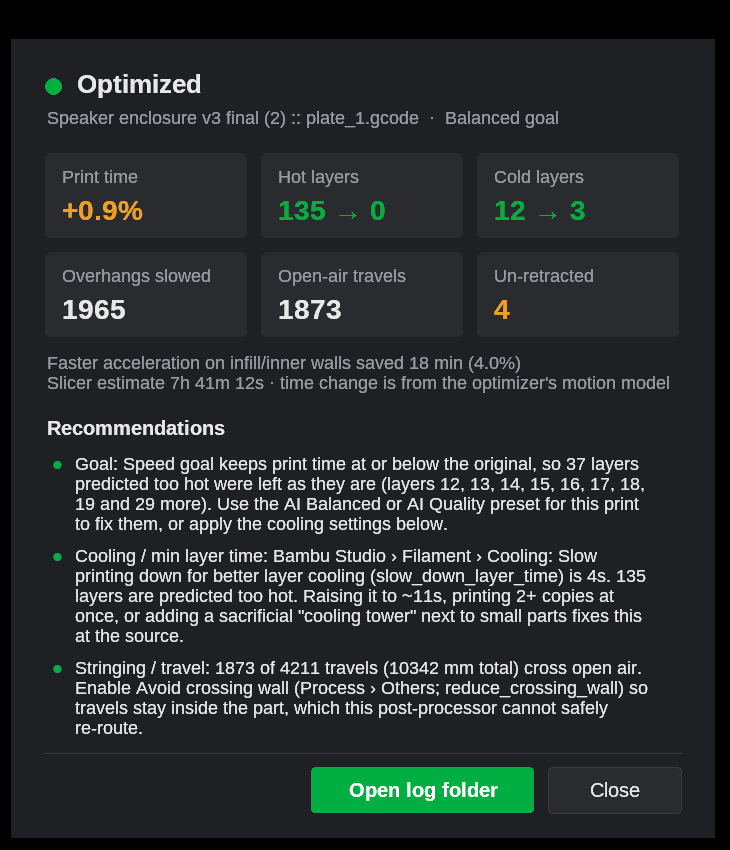 Optimized
Speaker enclosure v3 final (2) :: plate_1.gcode · Balanced goal
Print time
+0.9%
Hot layers
135 → 0
Cold layers
12 → 3
Overhangs slowed
1965
Open-air travels
1873
Un-retracted
4
Faster acceleration on infill/inner walls saved 18 min (4.0%)
Slicer estimate 7h 41m 12s · time change is from the optimizer's motion model
Recommendations
Goal: Speed goal keeps print time at or below the original, so 37 layers
predicted too hot were left as they are (layers 12, 13, 14, 15, 16, 17, 18,
19 and 29 more). Use the AI Balanced or AI Quality preset for this print
to fix them, or apply the cooling settings below.
Cooling / min layer time: Bambu Studio › Filament › Cooling: Slow
printing down for better layer cooling (slow_down_layer_time) is 4s. 135
layers are predicted too hot. Raising it to ~11s, printing 2+ copies at
once, or adding a sacrificial "cooling tower" next to small parts fixes this
at the source.
Stringing / travel: 1873 of 4211 travels (10342 mm total) cross open air.
Enable Avoid crossing wall (Process › Others; reduce_crossing_wall) so
travels stay inside the part, which this post-processor cannot safely
re-route.
Open log folder
Close